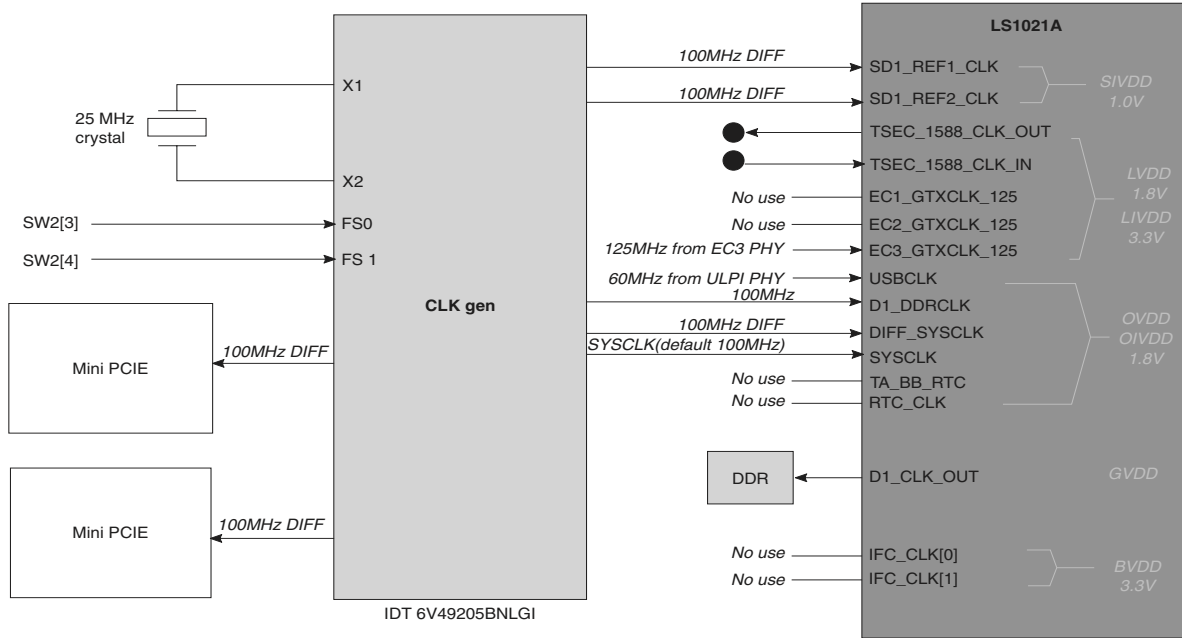 LS1021A
100MHz DIFF
SD1_REF1_CLK
100MHz DIFF
SD1_REF2_CLK
SIVDD
1.0V
X1
25 MHz
crystal
X2
TSEC_1588_CLK_OUT
TSEC_1588_CLK_IN
No use
EC1_GTXCLK_125
No use
EC2_GTXCLK_125
125MHz from EC3 PHY
EC3_GTXCLK_125
LVDD
1.8V
LIVDD
3.3V
SW2[3]
FS0
SW2[4]
FS 1
CLK gen
60MHz from ULPI PHY
USBCLK
100MHz
D1_DDRCLK
100MHz DIFF
DIFF_SYSCLK
SYSCLK(default 100MHz)
SYSCLK
No use
TA_BB_RTC
No use
RTC_CLK
OVDD
OIVDD
1.8V
Mini PCIE
100MHz DIFF
DDR
D1_CLK_OUT
GVDD
Mini PCIE
100MHz DIFF
No use
IFC_CLK[0]
No use
IFC_CLK[1]
BVDD
3.3V
IDT 6V49205BNLGI